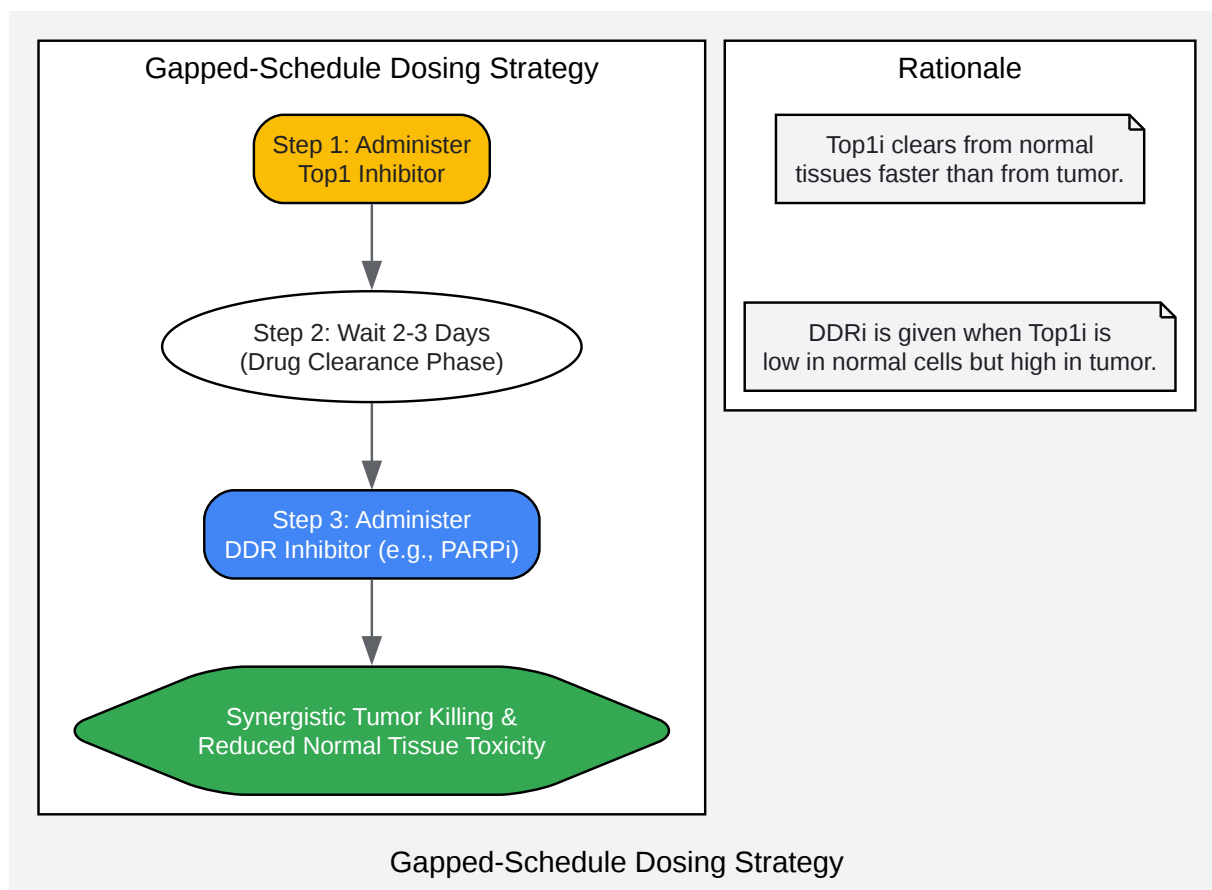 Gapped-Schedule Dosing Strategy
Step 1: Administer
Top1 Inhibitor
Step 2: Wait 2-3 Days
(Drug Clearance Phase)
Step 3: Administer
DDR Inhibitor (e.g., PARPi)
Synergistic Tumor Killing &
Reduced Normal Tissue Toxicity
Rationale
Top1i clears from normal
tissues faster than from tumor.
DDRi is given when Top1i is
low in normal cells but high in tumor.
Gapped-Schedule Dosing Strategy